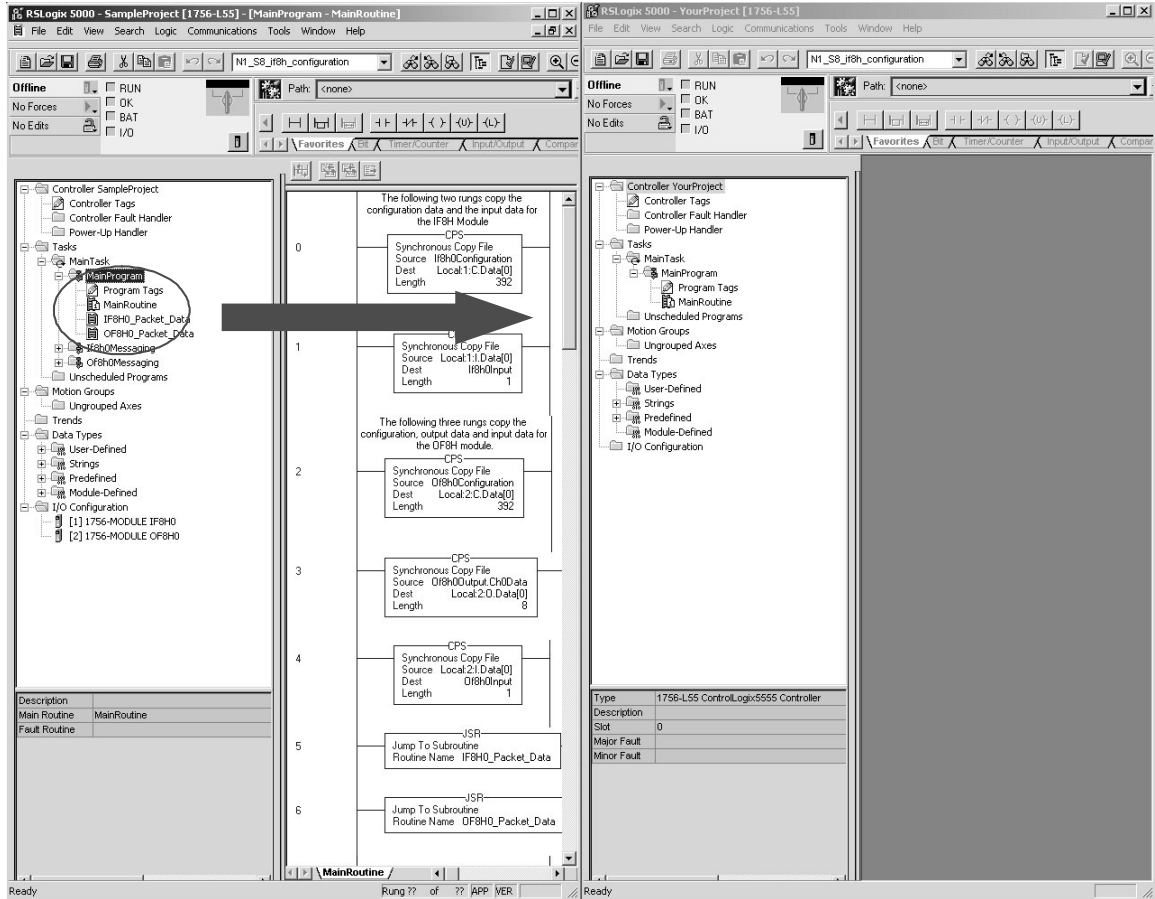 RSLogix 5000 - SampleProject [1756-L55] - [MainProgram - MainRoutine]
File Edit View Search Logic Communications Tools Window Help
N1_S8_if8h_configuration
Offline
RUN
No Forces
OK
No Edits
BAT
I/O
Path: <none>
Favorites Bit Timer/Counter Input/Output Compar
Controller SampleProject
Controller Tags
Controller Fault Handler
Power-Up Handler
Tasks
MainTask
MainProgram
Program Tags
MainRoutine
IF8H0_Packet_Data
OF8H0_Packet_Data
If8h0Messaging
Of8h0Messaging
Unscheduled Programs
Motion Groups
Ungrouped Axes
Trends
Data Types
User-Defined
Strings
Predefined
Module-Defined
I/O Configuration
[1] 1756-MODULE IF8H0
[2] 1756-MODULE OF8H0
Description
Main Routine MainRoutine
Fault Routine
The following two rungs copy the
configuration data and the input data for
the IF8H Module
0
CPS
Synchronous Copy File
Source If8h0Configuration
Dest Local:1:C.Data[0]
Length 392
1
Synchronous Copy File
Source Local:1:I.Data[0]
Dest If8h0Input
Length 1
The following three rungs copy the
configuration, output data and input data for
the OF8H module.
2
CPS
Synchronous Copy File
Source Of8h0Configuration
Dest Local:2:C.Data[0]
Length 392
3
CPS
Synchronous Copy File
Source Of8h0Output.Ch0Data
Dest Local:2:O.Data[0]
Length 8
4
CPS
Synchronous Copy File
Source Local:2:I.Data[0]
Dest Of8h0Input
Length 1
5
JSR
Jump To Subroutine
Routine Name IF8H0_Packet_Data
6
JSR
Jump To Subroutine
Routine Name OF8H0_Packet_Data
MainRoutine
Ready
Rung ?? of ?? APP VER
RSLogix 5000 - YourProject [1756-L55]
File Edit View Search Logic Communications Tools Window Help
N1_S8_if8h_configuration
Offline
RUN
No Forces
OK
No Edits
BAT
I/O
Path: <none>
Favorites Bit Timer/Counter Input/Output Compar
Controller YourProject
Controller Tags
Controller Fault Handler
Power-Up Handler
Tasks
MainTask
MainProgram
Program Tags
MainRoutine
Unscheduled Programs
Motion Groups
Ungrouped Axes
Trends
Data Types
User-Defined
Strings
Predefined
Module-Defined
I/O Configuration
Type 1756-L55 ControlLogix5555 Controller
Description
Slot 0
Major Fault
Minor Fault
Ready